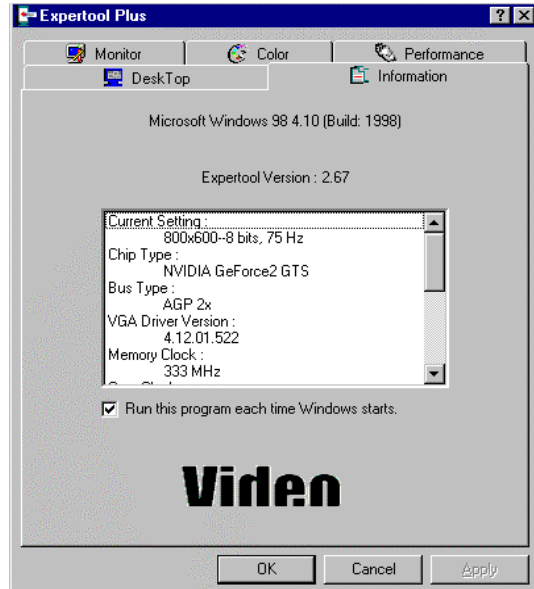 Expertool Plus
Monitor
Color
Performance
DeskTop
Information
Microsoft Windows 98 4.10 (Build: 1998)
Expertool Version : 2.67
Current Setting :
800x600--8 bits, 75 Hz
Chip Type :
NVIDIA GeForce2 GTS
Bus Type :
AGP 2x
VGA Driver Version :
4.12.01.522
Memory Clock :
333 MHz
Run this program each time Windows starts.
OK
Cancel
Apply